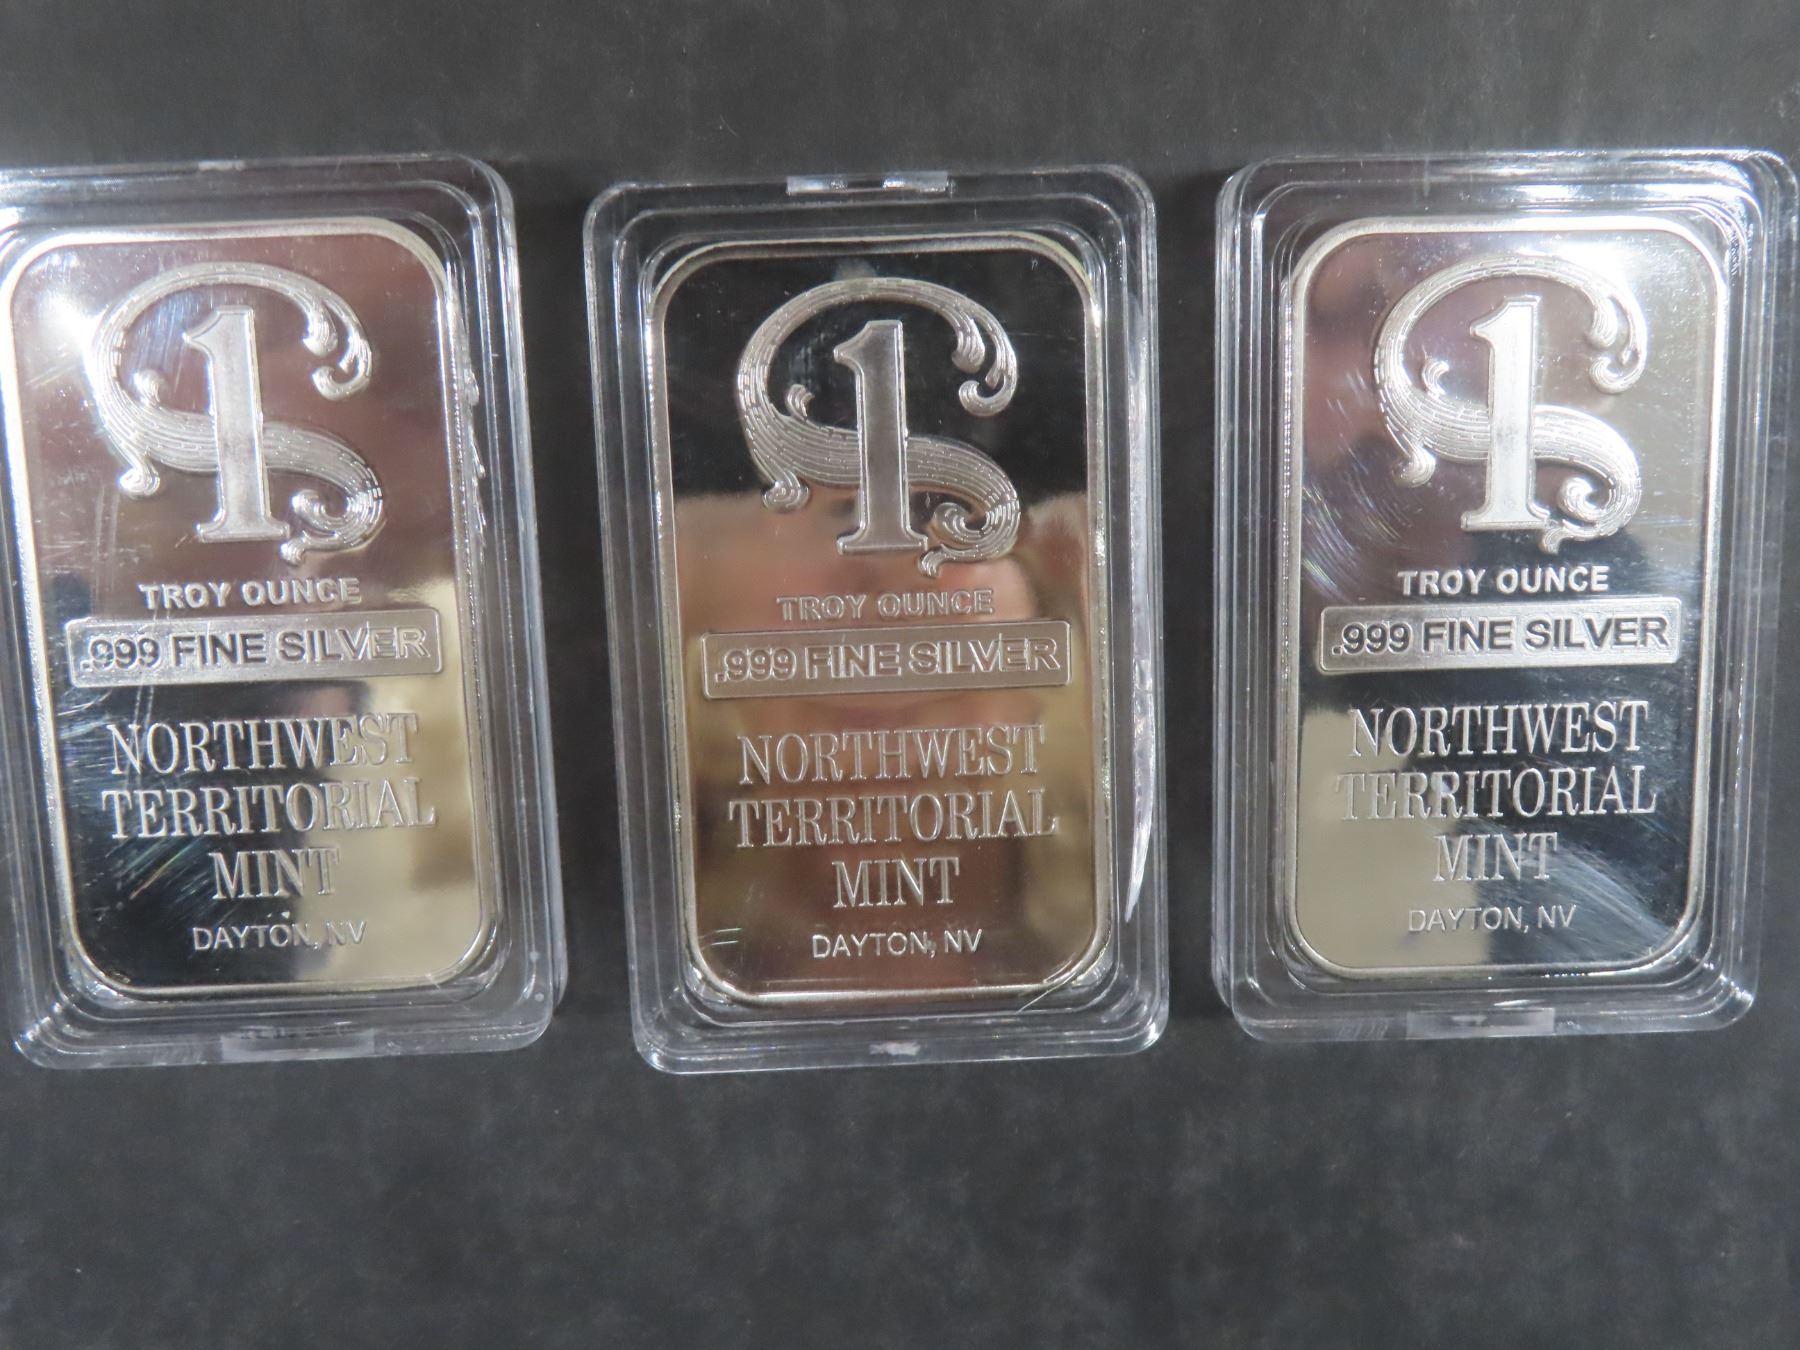 1
TROY OUNCE
.999 FINE SILVER
NORTHWEST
TERRITORIAL
MINT
DAYTON, NV
1
TROY OUNCE
.999 FINE SILVER
NORTHWEST
TERRITORIAL
MINT
DAYTON, NV
1
TROY OUNCE
.999 FINE SILVER
NORTHWEST
TERRITORIAL
MINT
DAYTON, NV